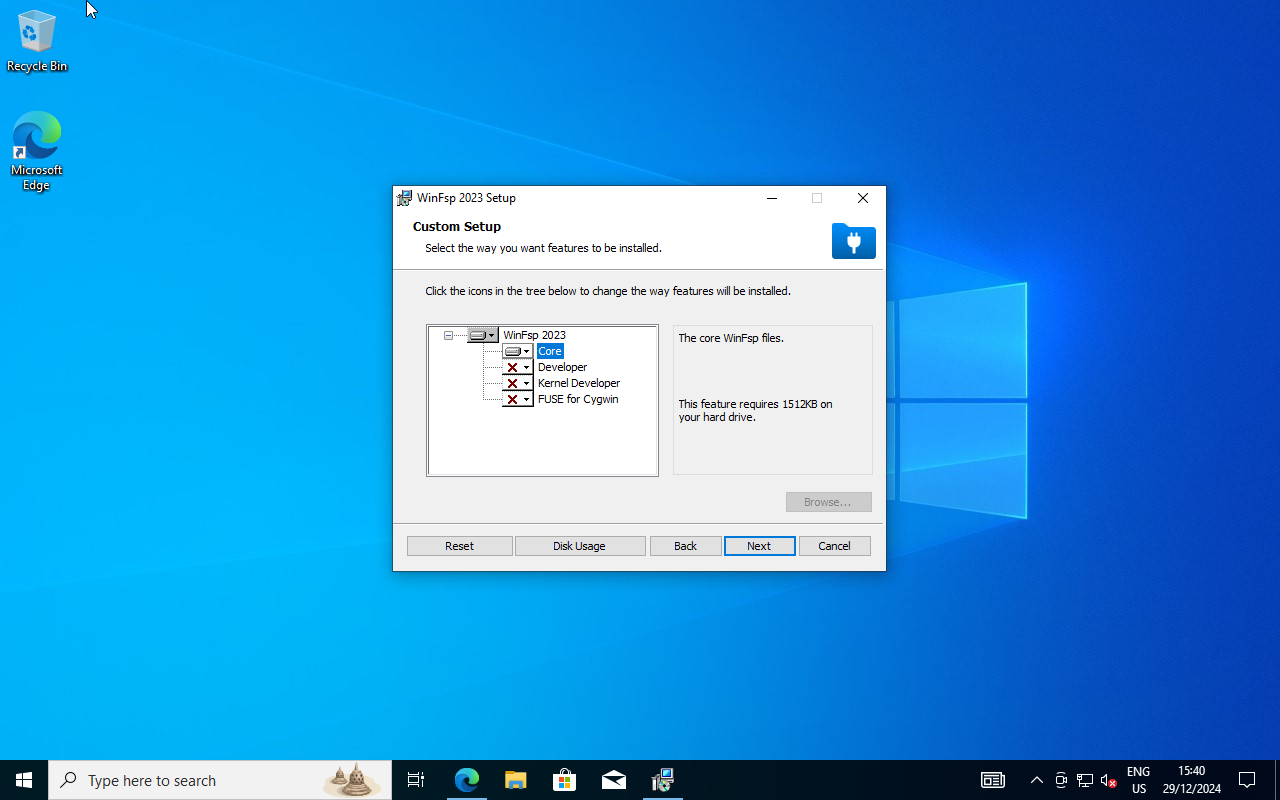 Recycle Bin
Microsoft
Edge
WinFsp 2023 Setup
Custom Setup
Select the way you want features to be installed.
Click the icons in the tree below to change the way features will be installed.
WinFsp 2023
Core
Developer
Kernel Developer
FUSE for Cygwin
The core WinFsp files.
This feature requires 1512KB on
your hard drive.
Browse...
Reset
Disk Usage
Back
Next
Cancel
Type here to search
ENG
US
15:40
29/12/2024